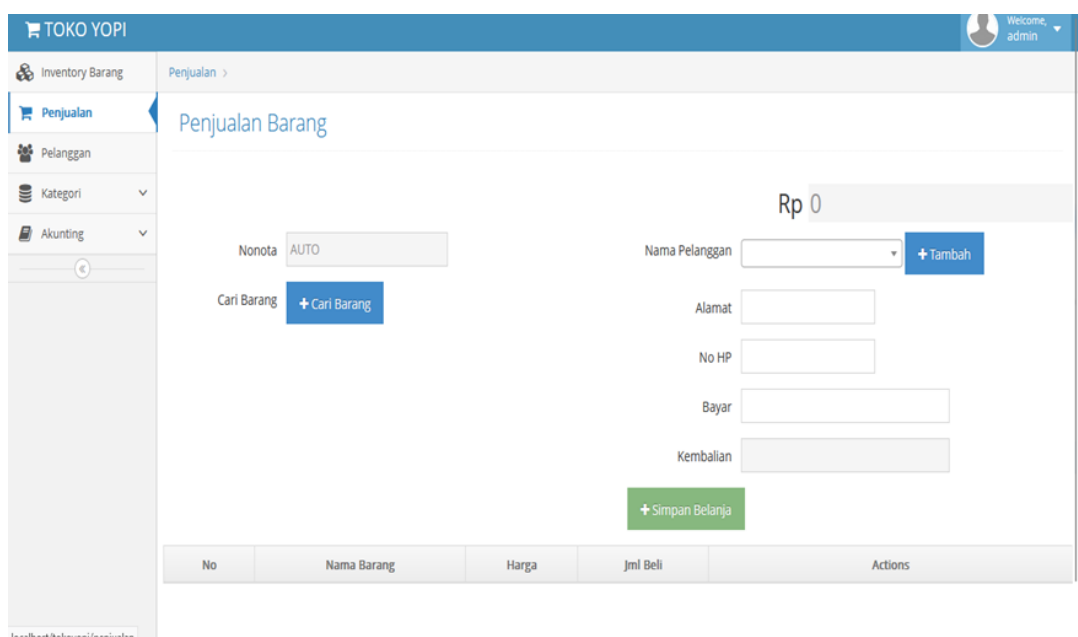 TOKO YOPI
Welcome,
admin
Inventory Barang
Penjualan
Pelanggan
Kategori
Akunting
Penjualan >
Penjualan Barang
Rp 0
Nonota AUTO
Nama Pelanggan + Tambah
Cari Barang + Cari Barang
Alamat
No HP
Bayar
Kembalian
+ Simpan Belanja
No Nama Barang Harga Jml Beli Actions